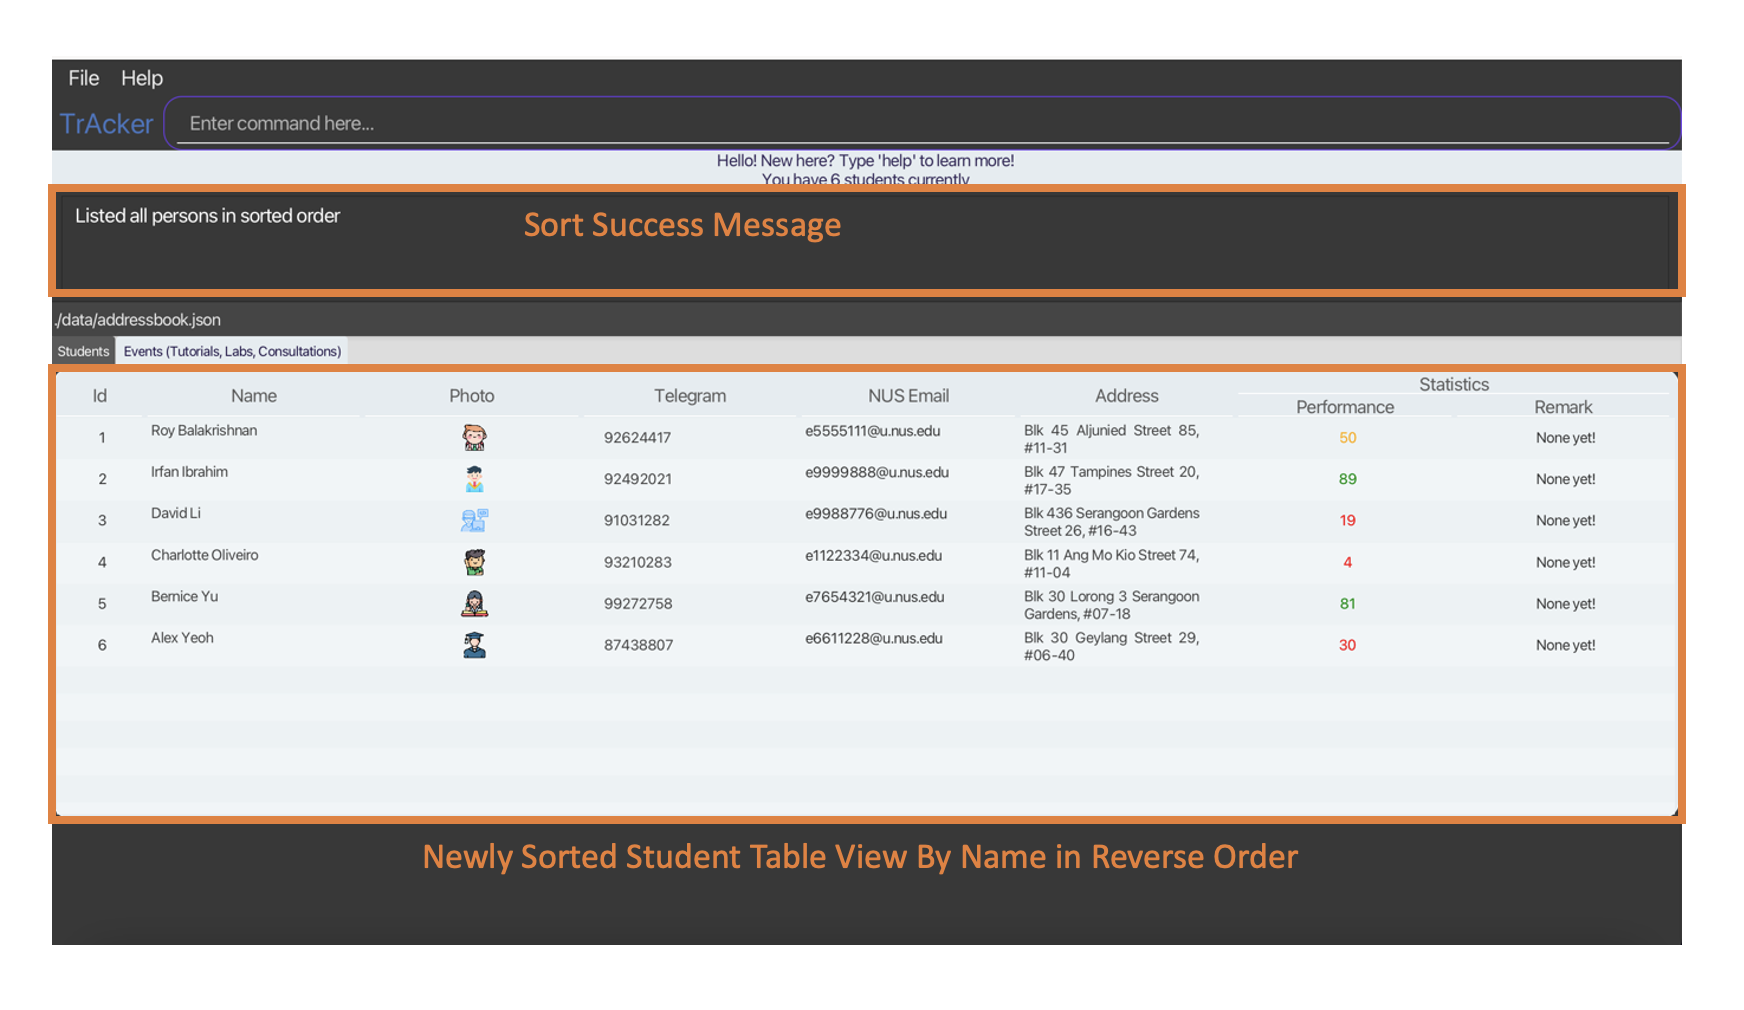 File Help
TrAcker Enter command here...
Hello! New here? Type 'help' to learn more!
You have 6 students currently
Listed all persons in sorted order
Sort Success Message
./data/addressbook.json
Students Events (Tutorials, Labs, Consultations)
Id Name Photo Telegram NUS Email Address Statistics
Performance Remark
1 Roy Balakrishnan 92624417 e5555111@u.nus.edu Blk 45 Aljunied Street 85,
#11-31 50 None yet!
2 Irfan Ibrahim 92492021 e9999888@u.nus.edu Blk 47 Tampines Street 20,
#17-35 89 None yet!
3 David Li 91031282 e9988776@u.nus.edu Blk 436 Serangoon Gardens
Street 26, #16-43 19 None yet!
4 Charlotte Oliveiro 93210283 e1122334@u.nus.edu Blk 11 Ang Mo Kio Street 74,
#11-04 4 None yet!
5 Bernice Yu 99272758 e7654321@u.nus.edu Blk 30 Lorong 3 Serangoon
Gardens, #07-18 81 None yet!
6 Alex Yeoh 87438807 e6611228@u.nus.edu Blk 30 Geylang Street 29,
#06-40 30 None yet!
Newly Sorted Student Table View By Name in Reverse Order